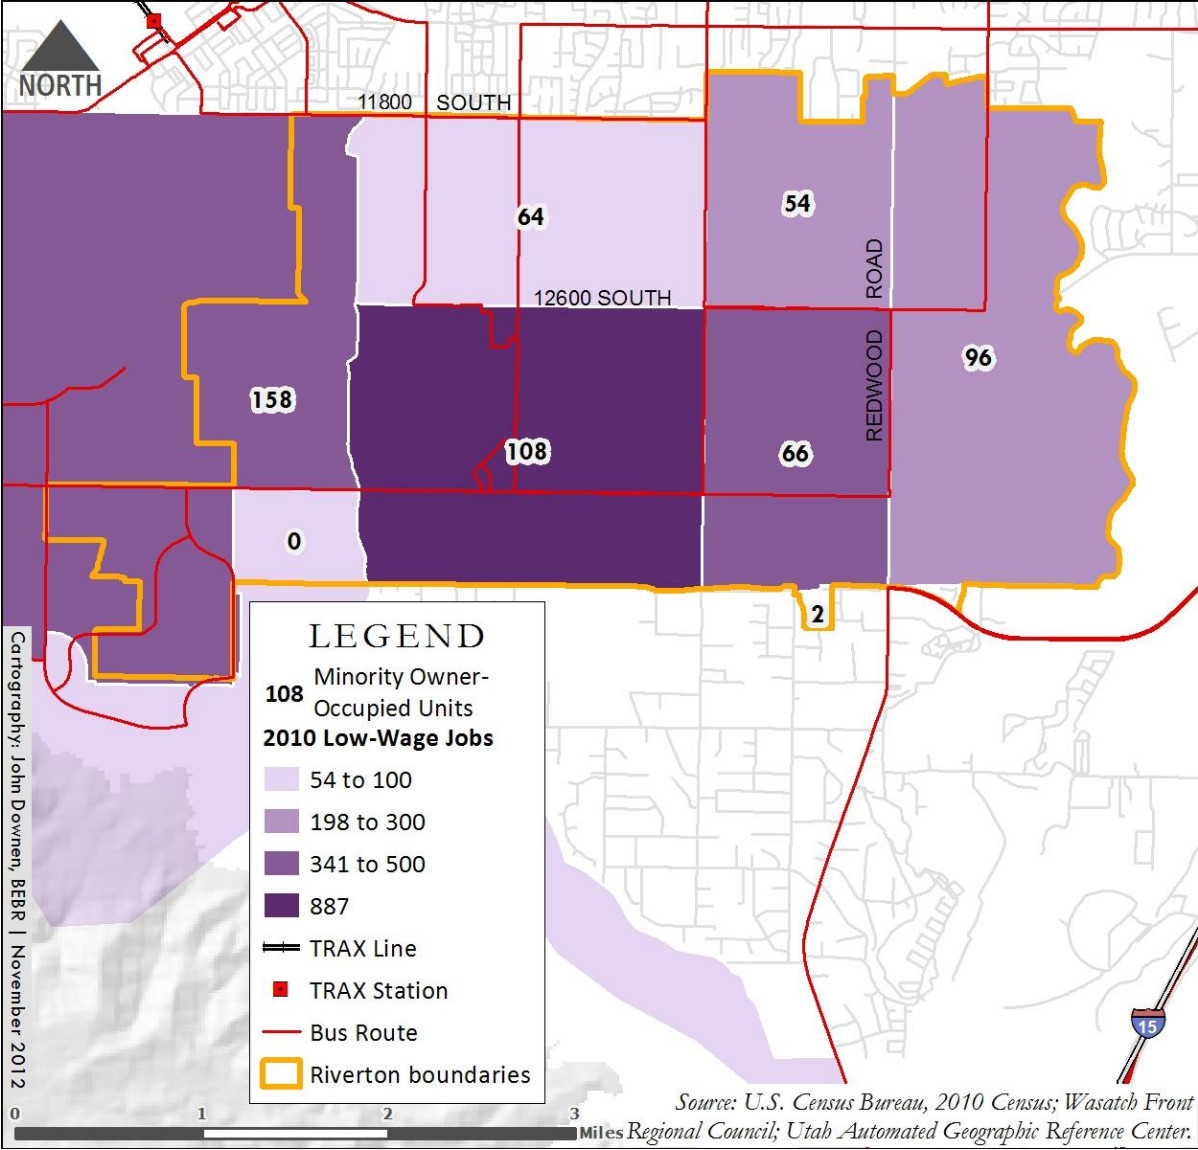 NORTH
11800 SOUTH
64
54
ROAD
12600 SOUTH
REDWOOD
96
158
108
66
0
2
LEGEND
108 Minority Owner-
Occupied Units
2010 Low-Wage Jobs
54 to 100
198 to 300
341 to 500
887
TRAX Line
TRAX Station
Bus Route
Riverton boundaries
Cartography: John Downen, BEBR | November 2012
15
0 1 2 3
Miles
Source: U.S. Census Bureau, 2010 Census; Wasatch Front
Regional Council; Utah Automated Geographic Reference Center.